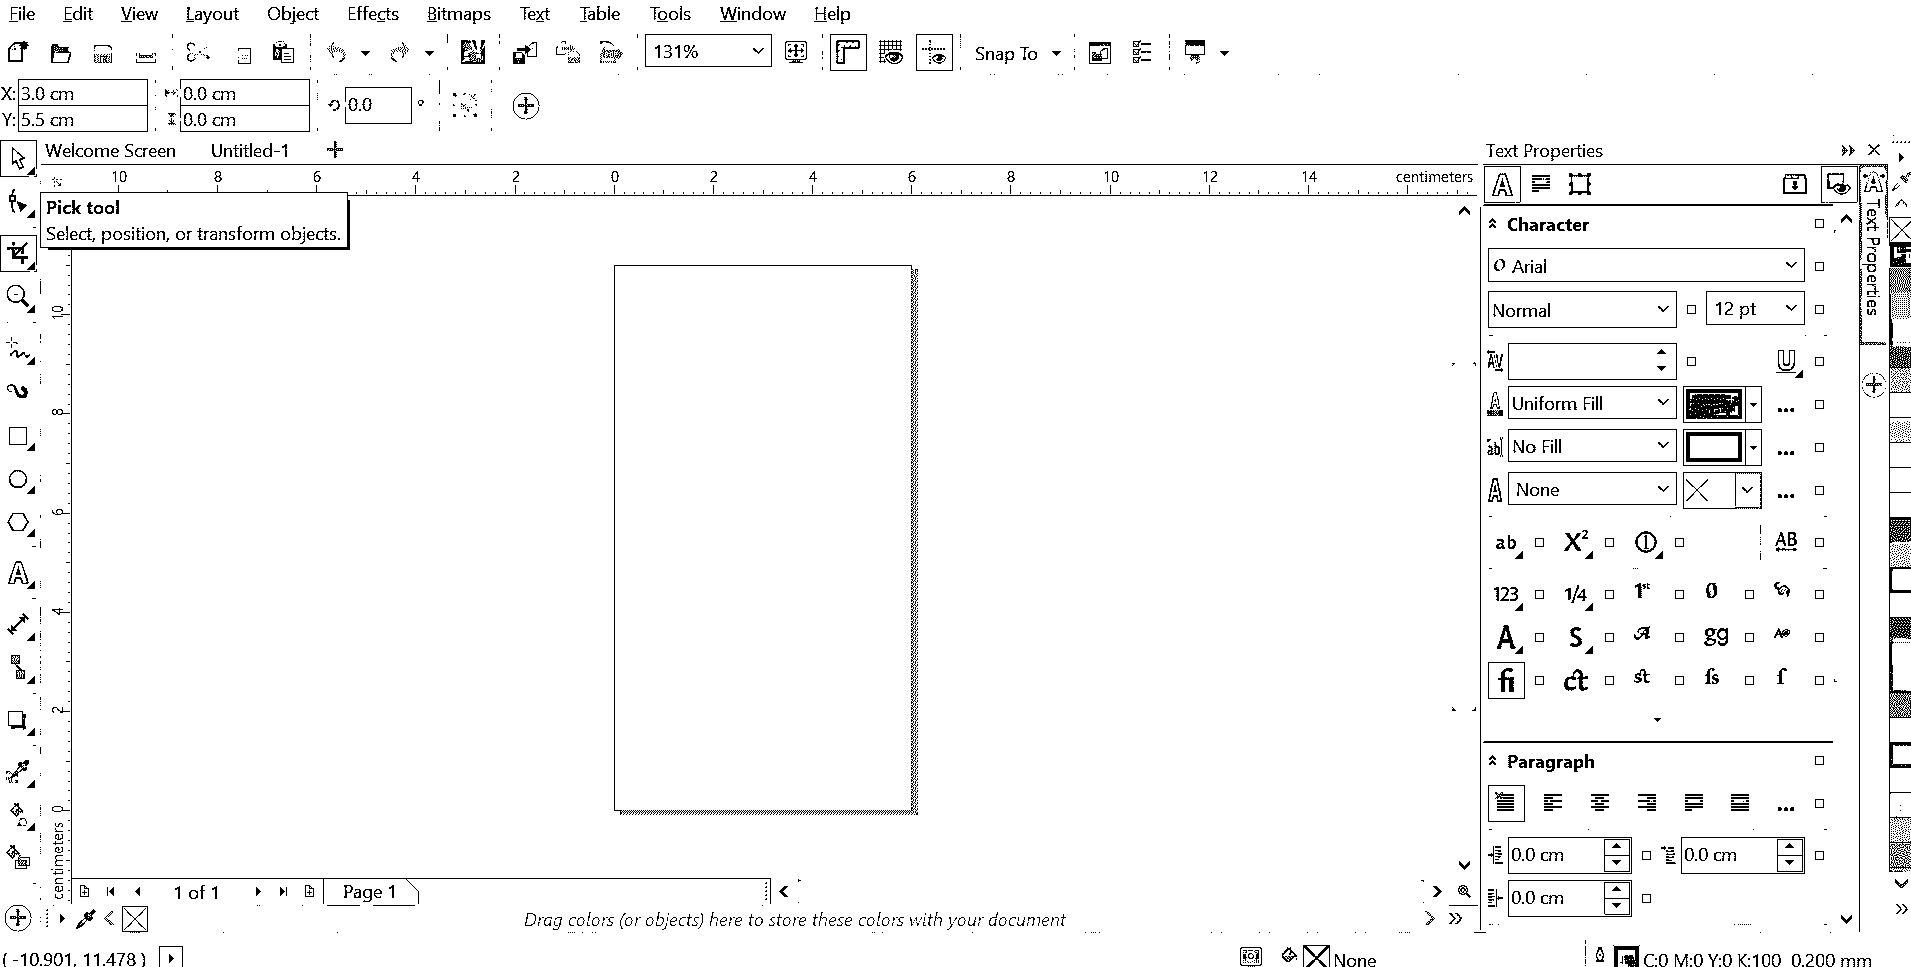 File Edit View Layout Object Effects Bitmaps Text Table Tools Window Help
131% Snap To
X: 3.0 cm 0.0 cm 0.0 °
Y: 5.5 cm 0.0 cm
Welcome Screen Untitled-1
Text Properties
10 8 6 4 2 0 2 4 6 8 10 12 14 centimeters
Pick tool
Select, position, or transform objects.
10
8
6
4
2
0
centimeters
Character
Arial
Normal 12 pt
AV U
A Uniform Fill ...
ab No Fill ...
A None ...
ab X² AB
123 1/4 1st 0
A S A gg
fi ct st ſs ſ
Paragraph
...
0.0 cm 0.0 cm
0.0 cm
Text Properties
1 of 1 Page 1
Drag colors (or objects) here to store these colors with your document
( -10.901, 11.478 ) None C:0 M:0 Y:0 K:100 0.200 mm